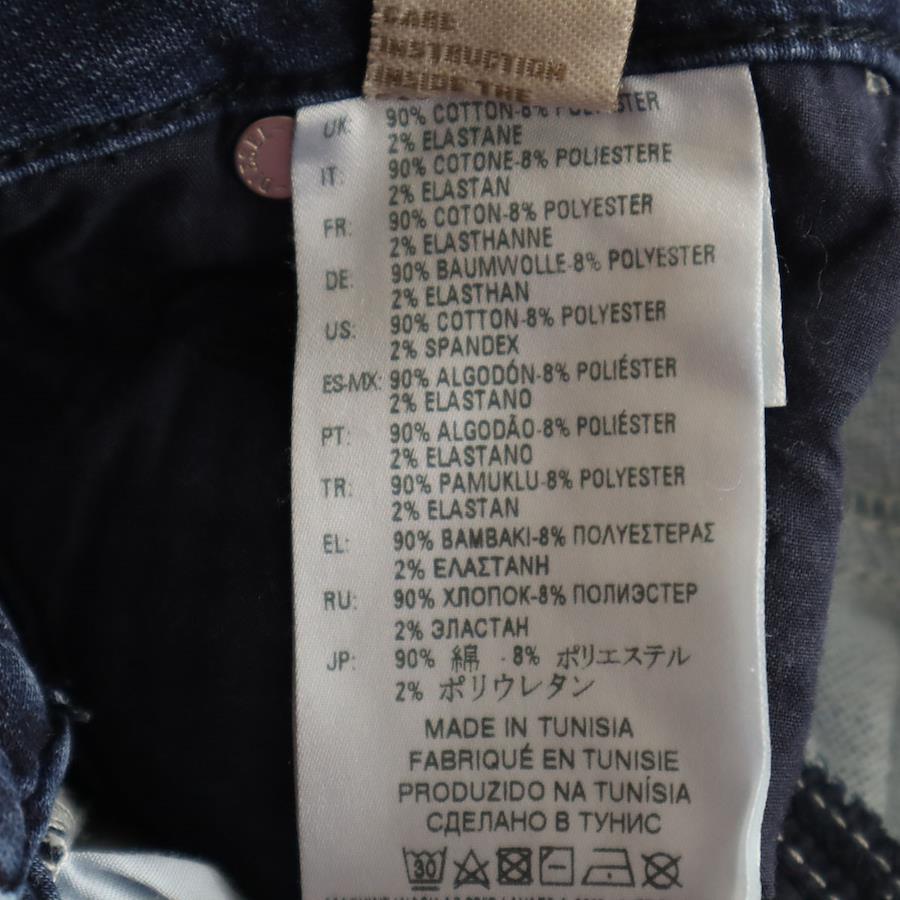 CARE
INSTRUCTION
INSIDE THE
UK: 90% COTTON-8% POLYESTER
2% ELASTANE
IT: 90% COTONE-8% POLIESTERE
2% ELASTAN
FR: 90% COTON-8% POLYESTER
2% ELASTHANNE
DE: 90% BAUMWOLLE-8% POLYESTER
2% ELASTHAN
US: 90% COTTON-8% POLYESTER
2% SPANDEX
ES-MX: 90% ALGODÓN-8% POLIÉSTER
2% ELASTANO
PT: 90% ALGODÃO-8% POLIÉSTER
2% ELASTANO
TR: 90% PAMUKLU-8% POLYESTER
2% ELASTAN
EL: 90% ΒΑΜΒΑΚΙ-8% ΠΟΛΥΕΣΤΕΡΑΣ
2% ΕΛΑΣΤΑΝΗ
RU: 90% ХЛОПОК-8% ПОЛИЭСТЕР
2% ЭЛАСТАН
JP: 90% 綿 -8% ポリエステル
2% ポリウレタン
MADE IN TUNISIA
FABRIQUÉ EN TUNISIE
PRODUZIDO NA TUNÍSIA
СДЕЛАНО В ТУНИС
30